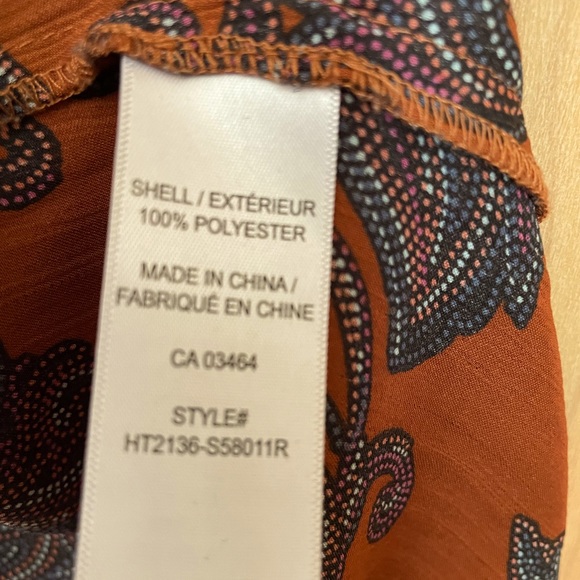 SHELL / EXTÉRIEUR
100% POLYESTER
MADE IN CHINA /
FABRIQUÉ EN CHINE
CA 03464
STYLE#
HT2136-S58011R